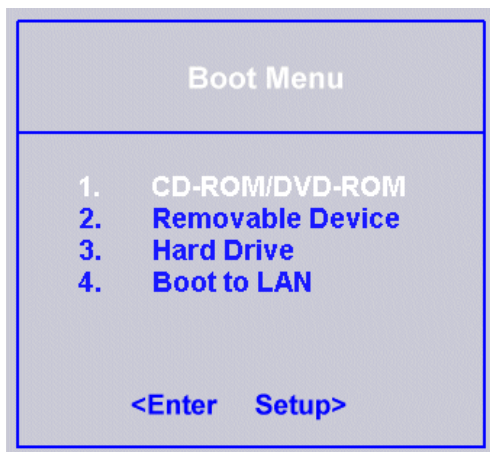 Boot Menu
1. CD-ROM/DVD-ROM
2. Removable Device
3. Hard Drive
4. Boot to LAN
<Enter Setup>